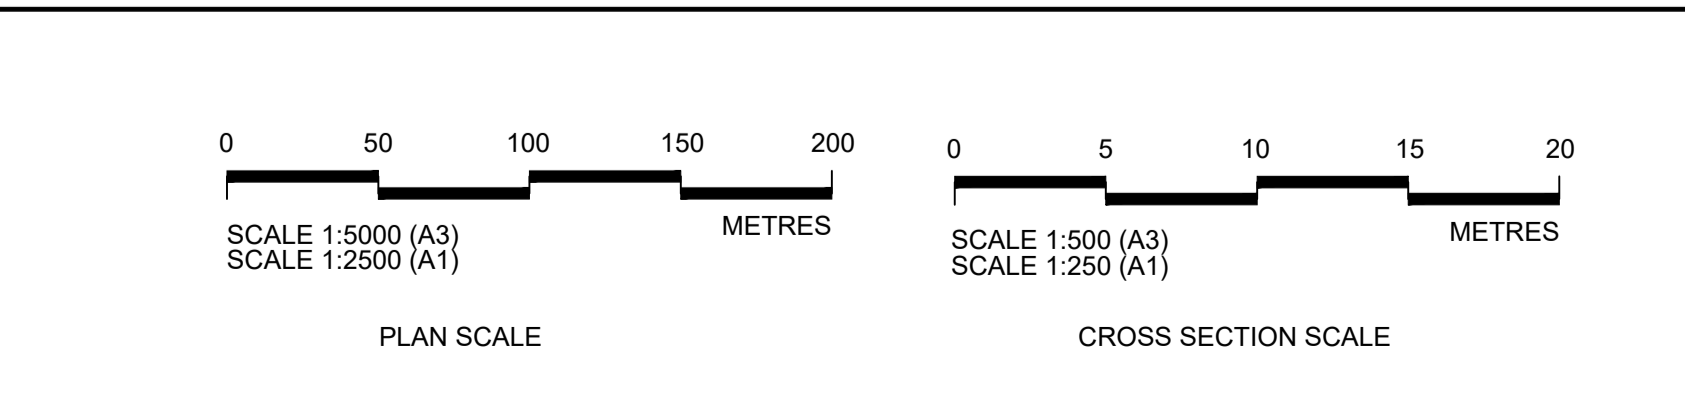 0 50 100 150 200
METRES
SCALE 1:5000 (A3)
SCALE 1:2500 (A1)
PLAN SCALE
0 5 10 15 20
METRES
SCALE 1:500 (A3)
SCALE 1:250 (A1)
CROSS SECTION SCALE